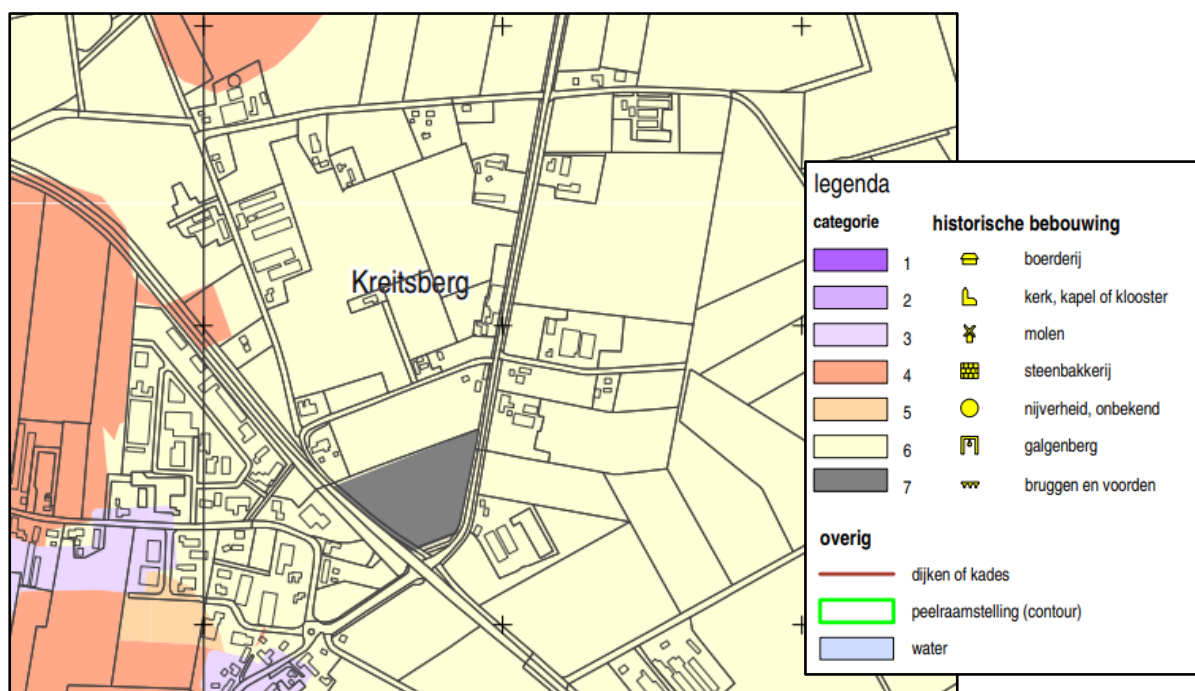 Kreitsberg
legenda
categorie historische bebouwing
1 boerderij
2 kerk, kapel of klooster
3 molen
4 steenbakkerij
5 nijverheid, onbekend
6 galgenberg
7 bruggen en voorden
overig
dijken of kades
peelraamstelling (contour)
water